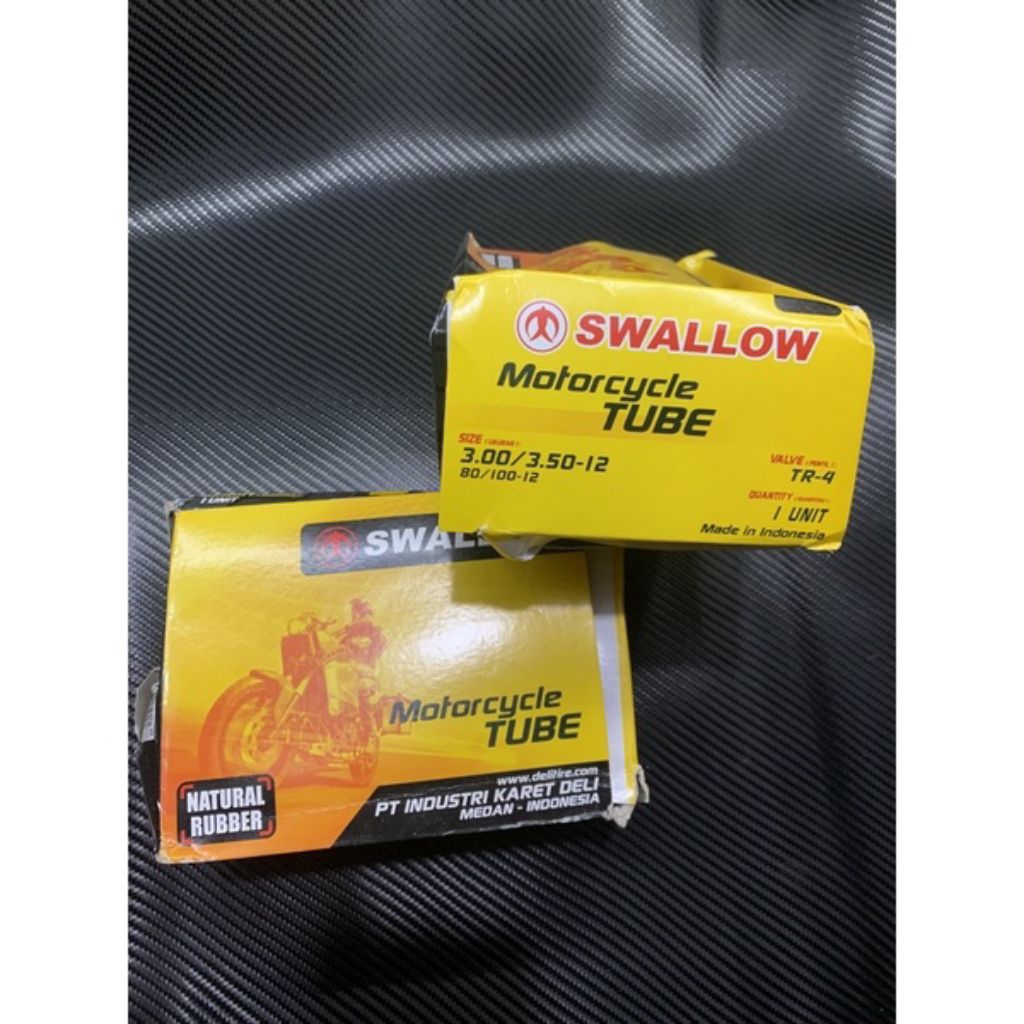 SWALLOW
Motorcycle
TUBE
SIZE ( UKURAN ) :
3.00/3.50-12
80/100-12
VALVE ( PENTIL ) :
TR-4
QUANTITY ( KUANTITAS ) :
1 UNIT
Made in Indonesia
1 UNIT
SWALLOW
Motorcycle
TUBE
NATURAL
RUBBER
www.delitire.com
PT INDUSTRI KARET DELI
MEDAN - INDONESIA